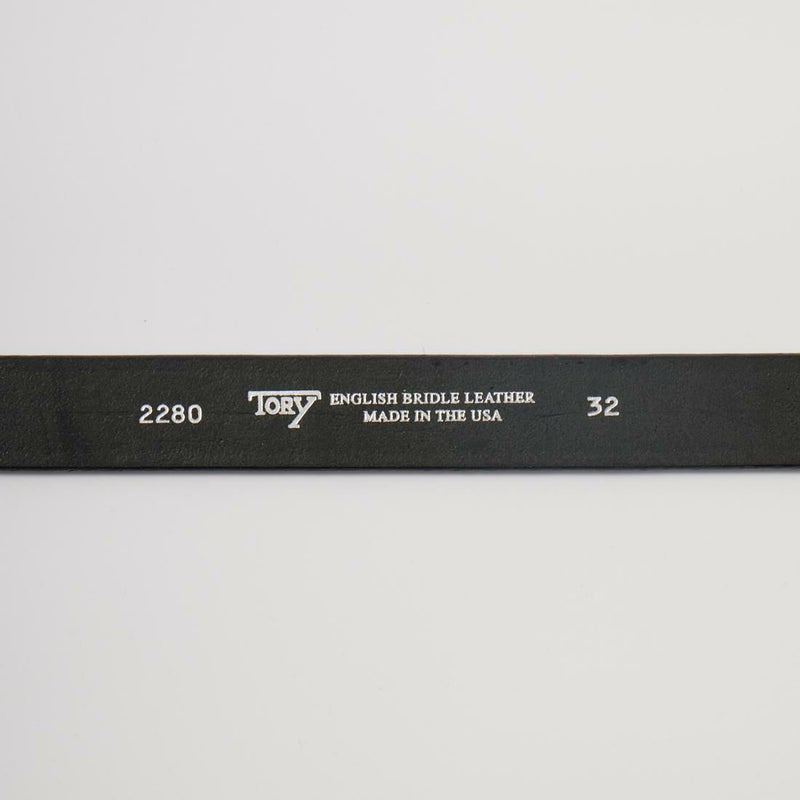 2280 TORY ENGLISH BRIDLE LEATHER 32
MADE IN THE USA